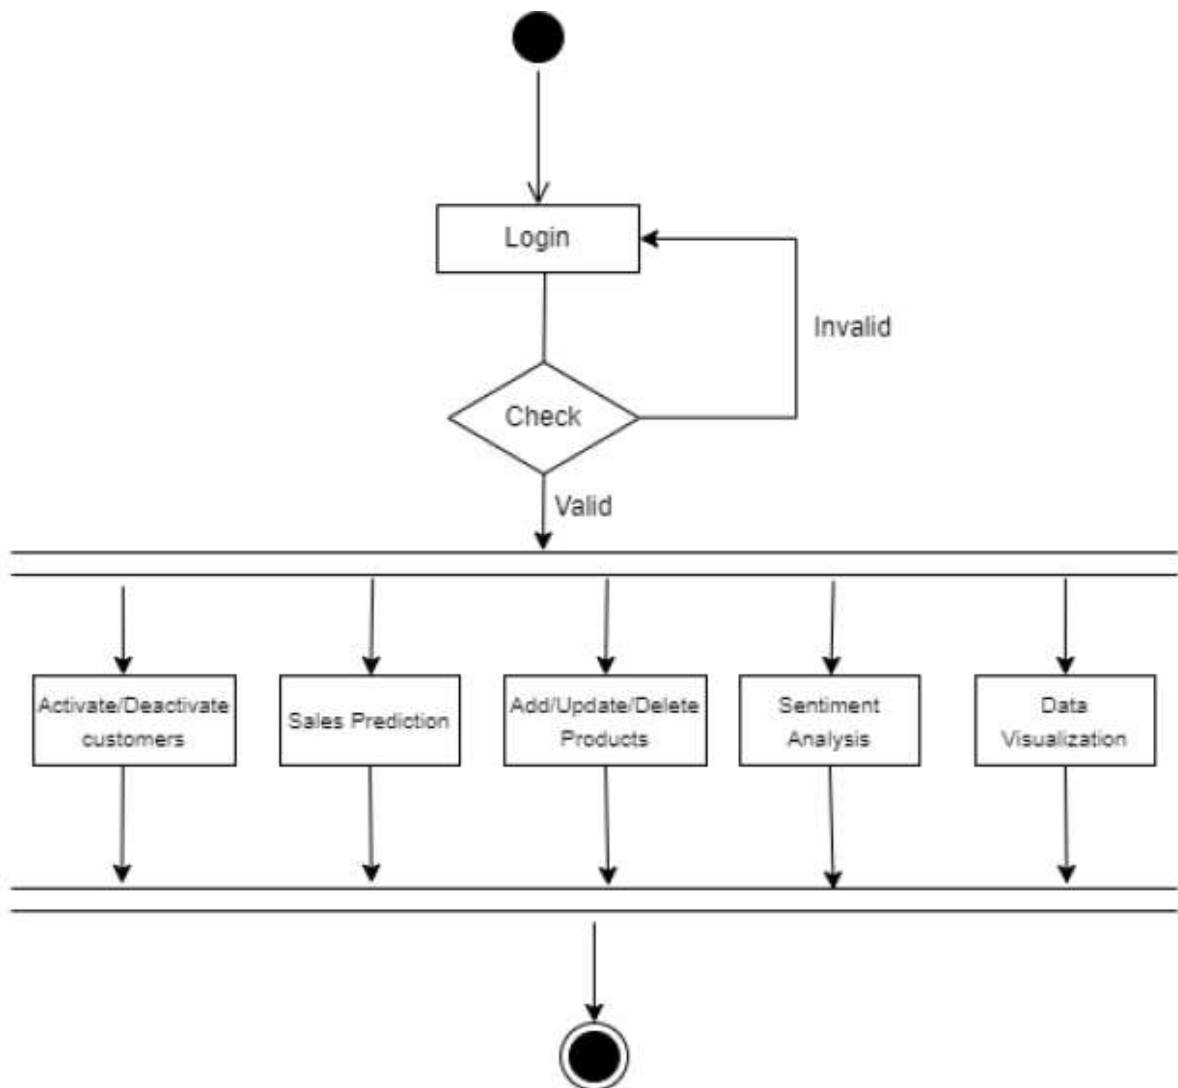 Login
Invalid
Check
Valid
Activate/Deactivate
customers
Sales Prediction
Add/Update/Delete
Products
Sentiment
Analysis
Data
Visualization